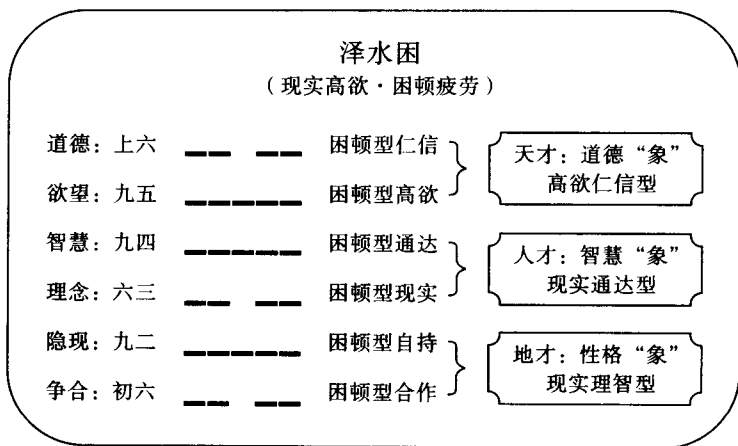 泽水困
（现实高欲·困顿疲劳）
道德：上六 困顿型仁信
欲望：九五 困顿型高欲
天才：道德“象”
高欲仁信型
智慧：九四 困顿型通达
理念：六三 困顿型现实
人才：智慧“象”
现实通达型
隐现：九二 困顿型自持
争合：初六 困顿型合作
地才：性格“象”
现实理智型